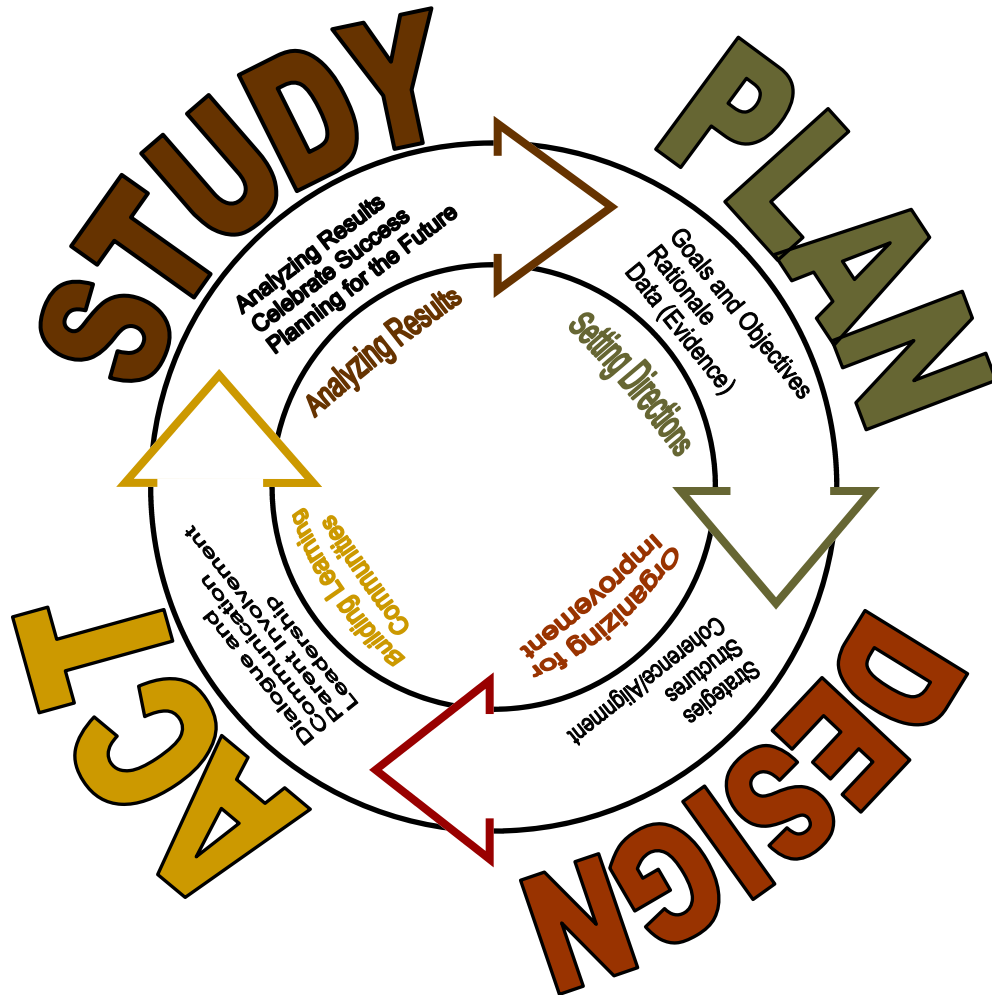 STUDY
Analyzing Results
Celebrate Success
Planning for the Future
Analyzing Results
PLAN
Goals and Objectives
Rationale
Data (Evidence)
Setting Directions
DESIGN
Strategies
Structures
Coherence/Alignment
Organizing for
Improvement
ACT
Dialogue and
Communication
Parent Involvement
Leadership
Building Learning
Communities